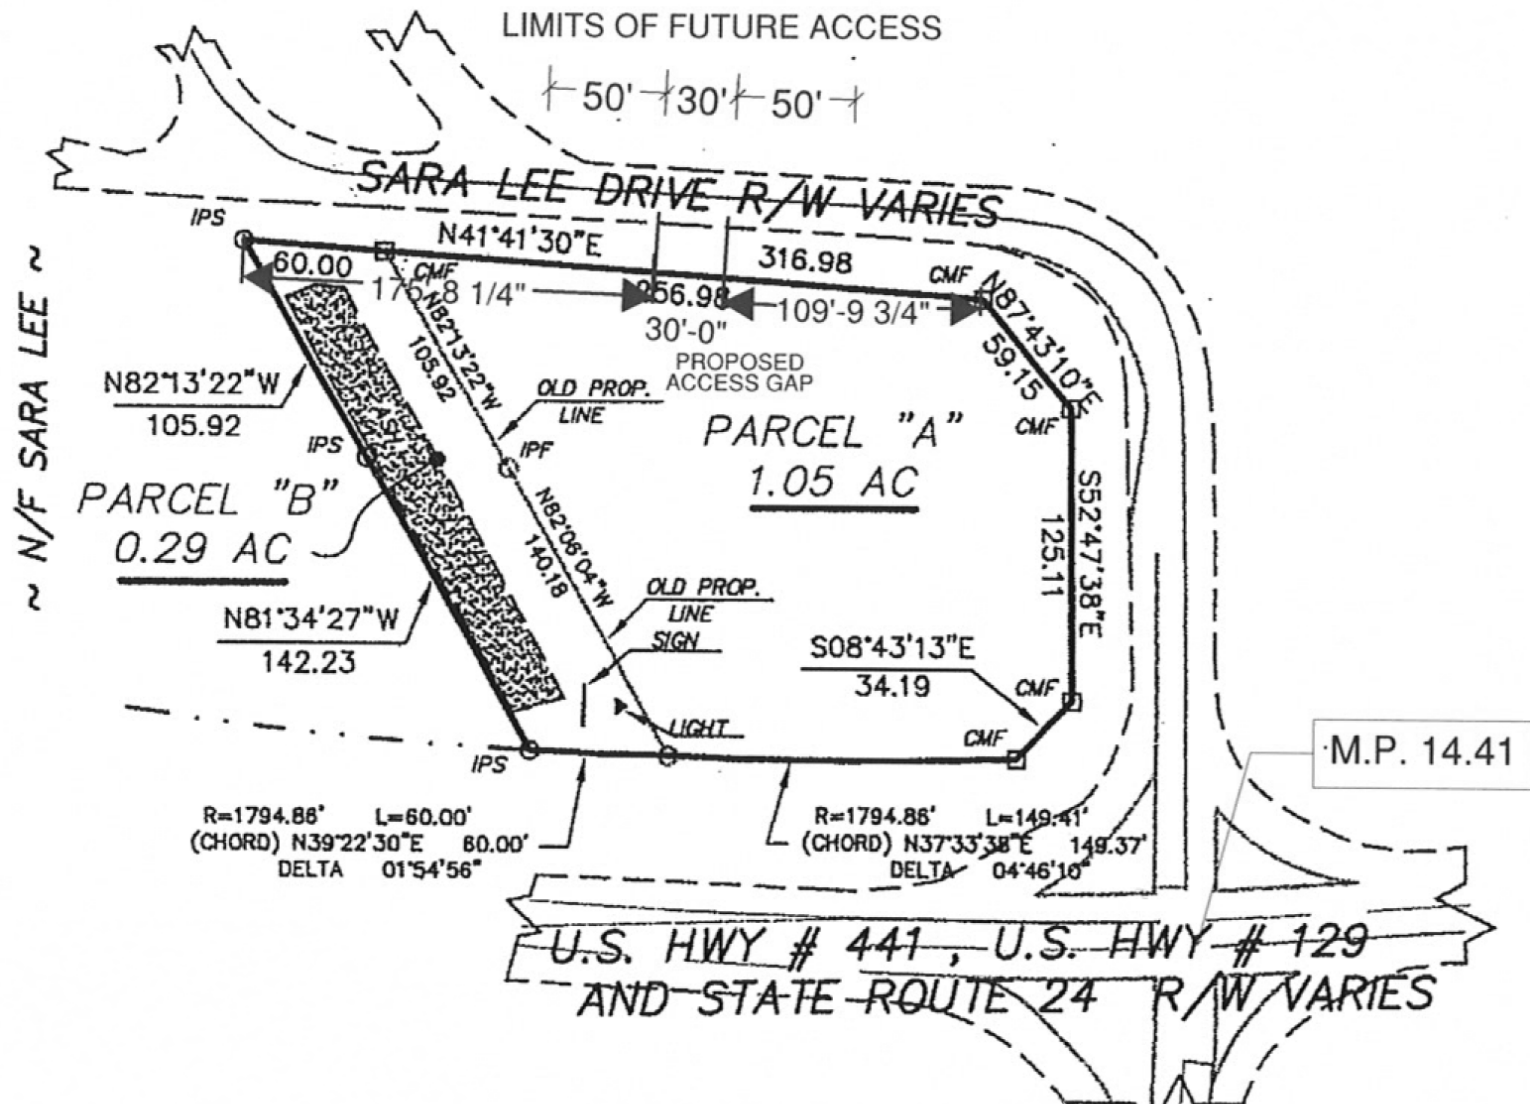 LIMITS OF FUTURE ACCESS
50' 30' 50'
SARA LEE DRIVE R/W VARIES
IPS
N41°41'30"E
316.98
60.00
CMF
CMF
175'-8 1/4"
256.98
109'-9 3/4"
30'-0"
PROPOSED
ACCESS GAP
N87°43'10"E
59.15
~ N/F SARA LEE ~
N82°13'22"W
105.92
N82°13'22"W
105.92
OLD PROP.
LINE
PARCEL "A"
1.05 AC
CMF
IPS
IPF
ASH
PARCEL "B"
0.29 AC
N82°06'04"W
140.18
S52°47'38"E
125.11
OLD PROP.
LINE
SIGN
N81°34'27"W
142.23
S08°43'13"E
34.19
CMF
LIGHT
CMF
IPS
M.P. 14.41
R=1794.86' L=60.00'
(CHORD) N39°22'30"E 60.00'
DELTA 01°54'56"
R=1794.86' L=149.41'
(CHORD) N37°33'38"E 149.37'
DELTA 04°46'10"
U.S. HWY # 441 , U.S. HWY # 129
AND STATE ROUTE 24 R/W VARIES